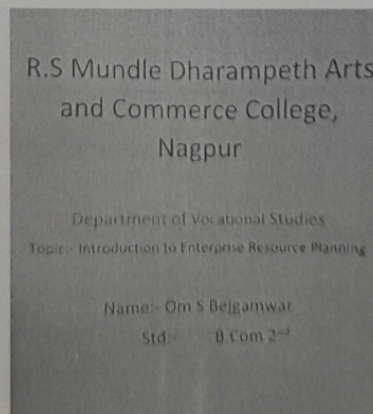 R.S Mundle Dharampeth Arts
and Commerce College,
Nagpur
Department of Vocational Studies
Topic:- Introduction to Enterprise Resource Planning
Name:- Om S Belgamwar
Std:- B.Com 2nd